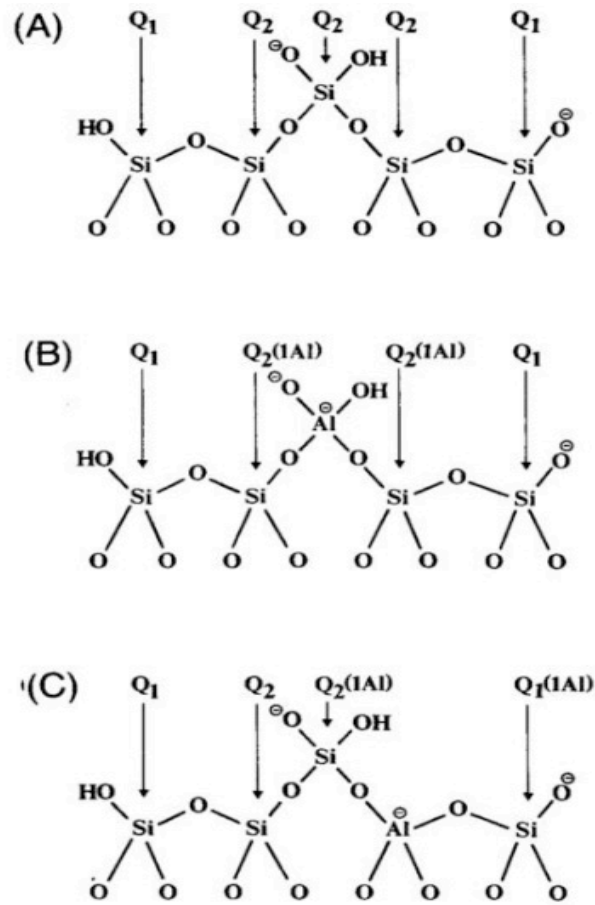 (A) Q₁ Q₂ Q₂ Q₂ Q₁
⊖O OH
Si
HO O O O O O⊖
Si Si Si Si
O O O O O O O O
(B) Q₁ Q₂(1Al) Q₂(1Al) Q₁
⊖O OH
⊖
Al
HO O O O O O⊖
Si Si Si Si
O O O O O O O O
(C) Q₁ Q₂ Q₂(1Al) Q₁(1Al)
⊖O OH
Si
HO O O O ⊖ O O⊖
Si Si Al Si
O O O O O O O O